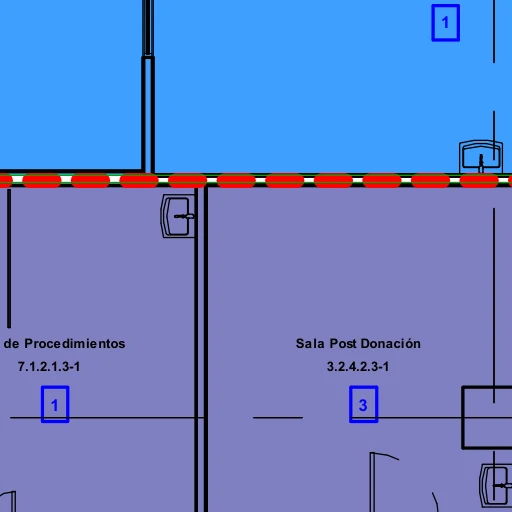 1
de Procedimientos
7.1.2.1.3-1
1
Sala Post Donación
3.2.4.2.3-1
3